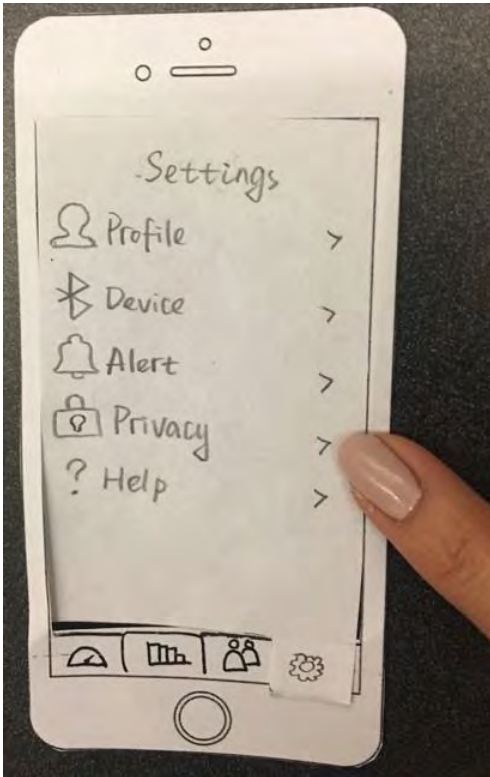 Settings
Profile >
Device >
Alert >
Privacy >
? Help >